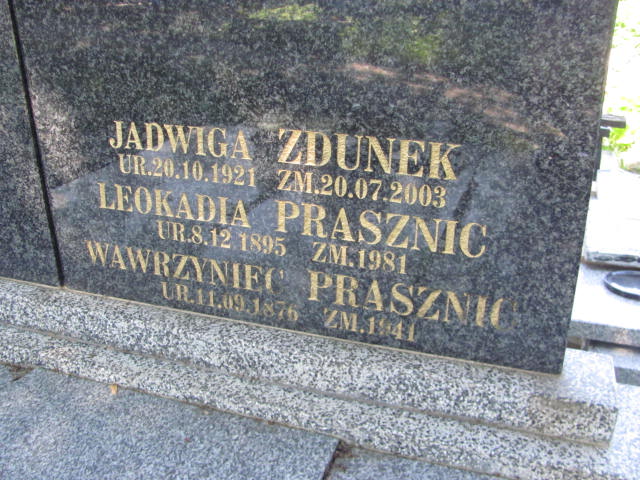 JADWIGA ZDUNEK
UR.20.10.1921 ZM.20.07.2003
LEOKADIA PRASZNIC
UR.8.12 1895 ZM.1981
WAWRZYNIEC PRASZNIC
UR.11.09.1876 ZM.1941